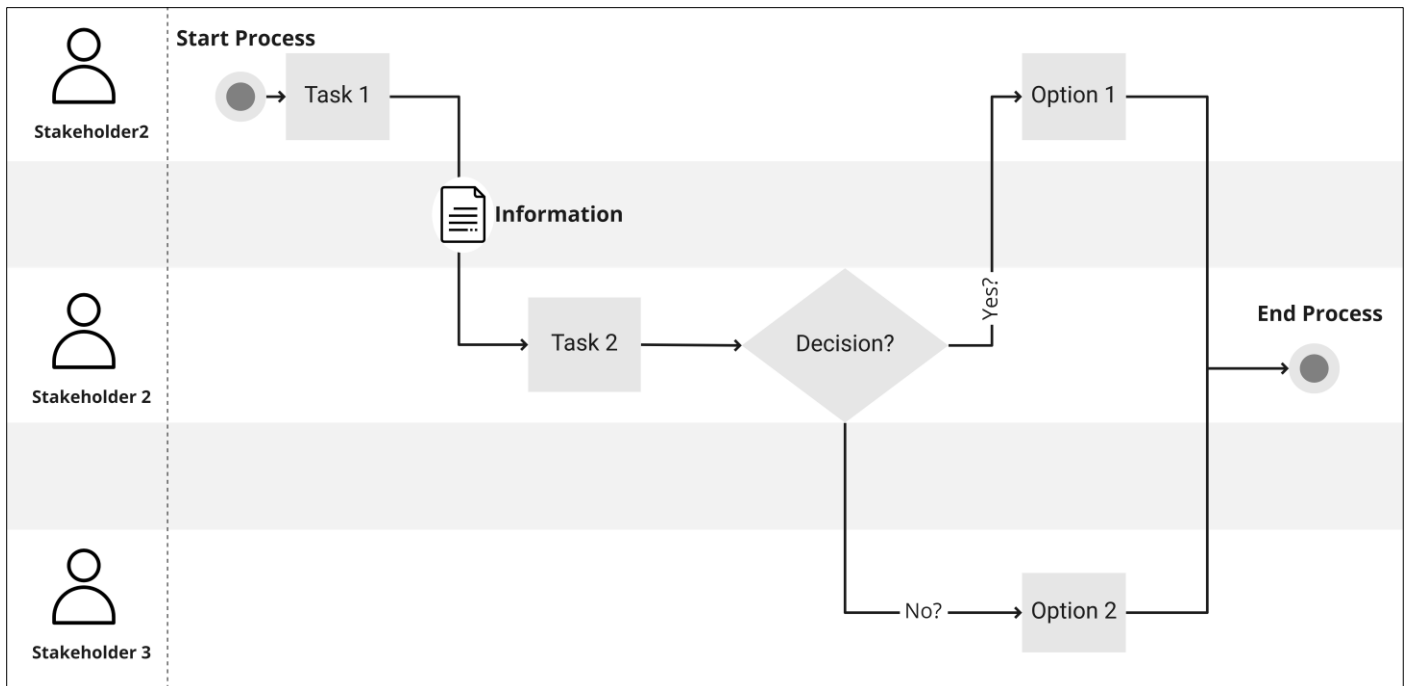 Start Process
Task 1
Option 1
Stakeholder2
Information
Yes?
End Process
Task 2
Decision?
Stakeholder 2
No?
Option 2
Stakeholder 3